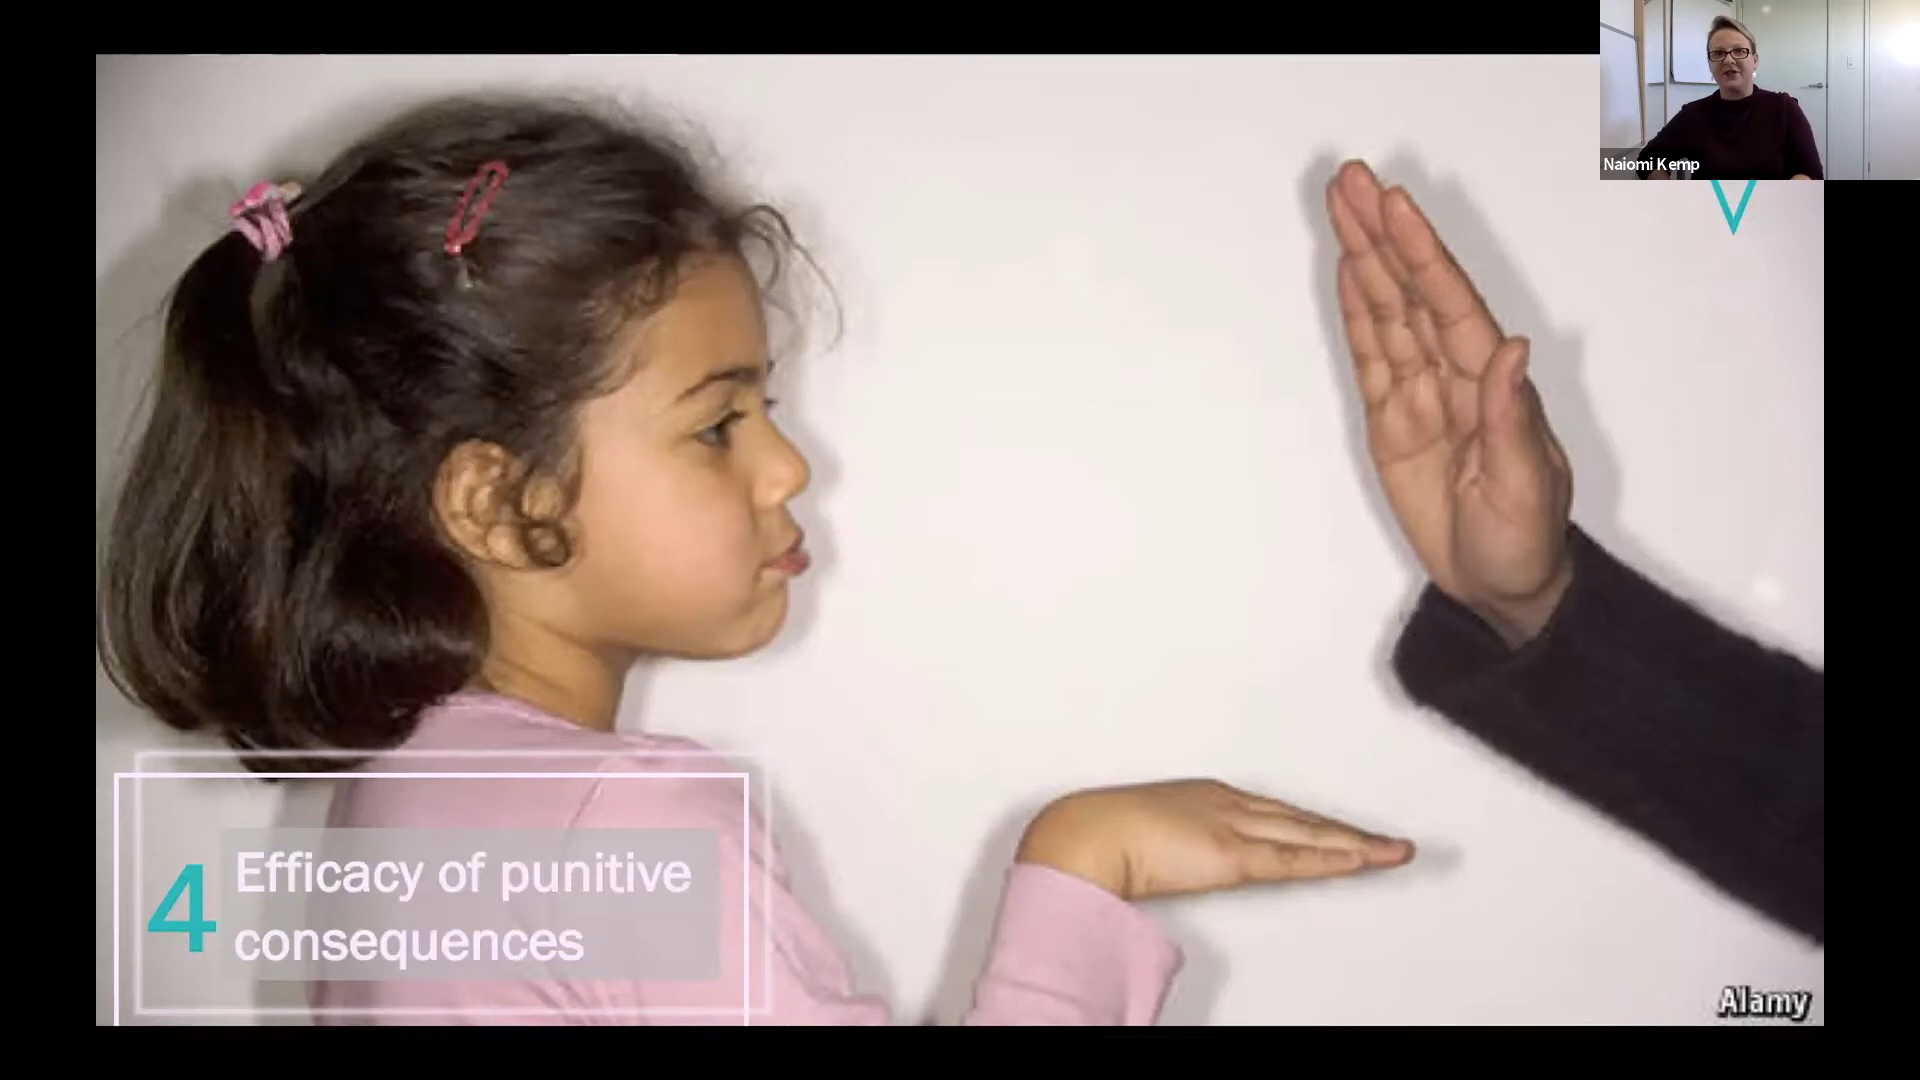 Naiomi Kemp
4
Efficacy of punitive
consequences
Alamy